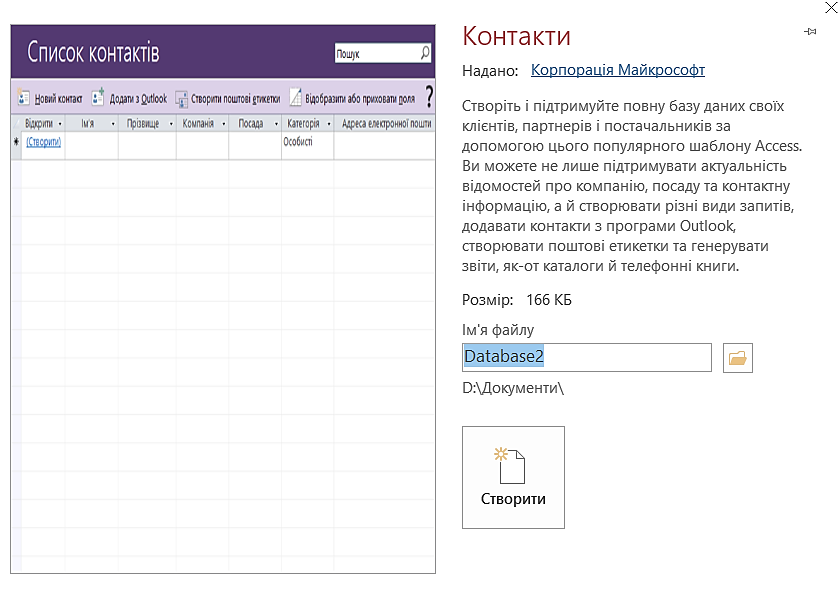 Список контактів
Пошук
Новий контакт Додати з Outlook Створити поштові етикетки Відобразити або приховати поля ?
Відкрити Ім'я Прізвище Компанія Посада Категорія Адреса електронної пошти
* (Створити) Особисті
Контакти
Надано: Корпорація Майкрософт
Створіть і підтримуйте повну базу даних своїх
клієнтів, партнерів і постачальників за
допомогою цього популярного шаблону Access.
Ви можете не лише підтримувати актуальність
відомостей про компанію, посаду та контактну
інформацію, а й створювати різні види запитів,
додавати контакти з програми Outlook,
створювати поштові етикетки та генерувати
звіти, як-от каталоги й телефонні книги.
Розмір: 166 КБ
Ім'я файлу
Database2
D:\Документи\
Створити